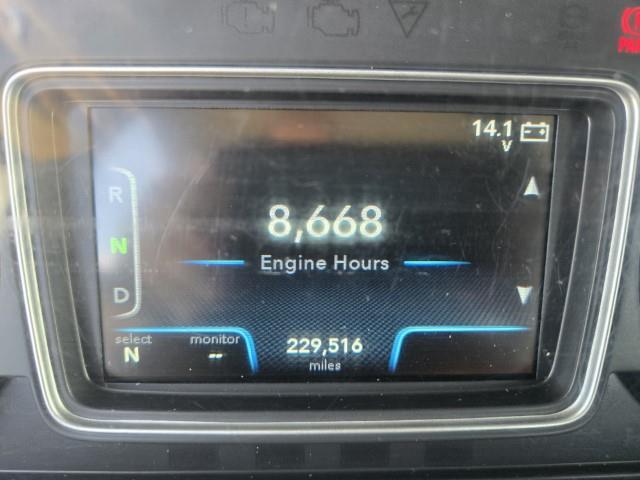 14.1
V
R
8,668
N
Engine Hours
D
select
monitor
N
--
229,516
miles